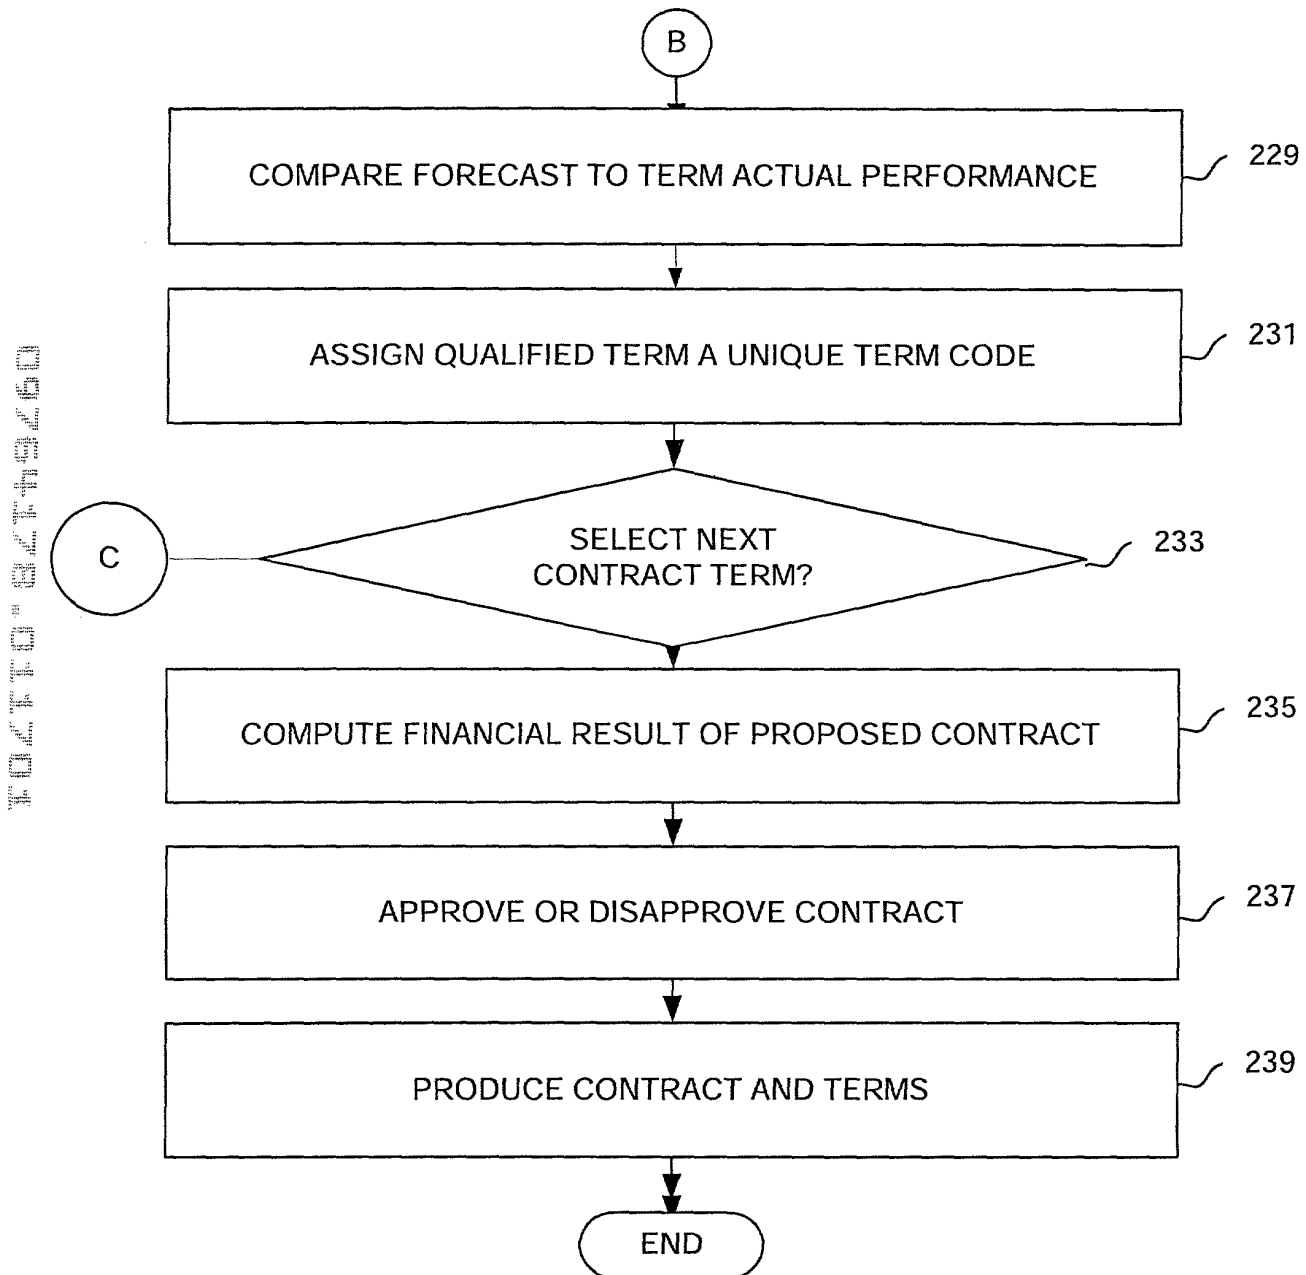 B
COMPARE FORECAST TO TERM ACTUAL PERFORMANCE
229
ASSIGN QUALIFIED TERM A UNIQUE TERM CODE
231
C
SELECT NEXT
CONTRACT TERM?
233
COMPUTE FINANCIAL RESULT OF PROPOSED CONTRACT
235
APPROVE OR DISAPPROVE CONTRACT
237
PRODUCE CONTRACT AND TERMS
239
END